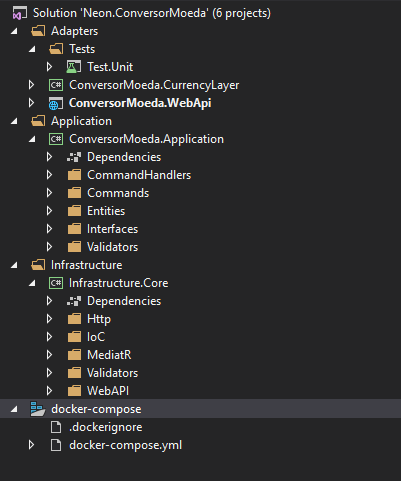 Solution 'Neon.ConversorMoeda' (6 projects)
Adapters
Tests
Test.Unit
C# ConversorMoeda.CurrencyLayer
ConversorMoeda.WebApi
Application
C# ConversorMoeda.Application
Dependencies
CommandHandlers
Commands
Entities
Interfaces
Validators
Infrastructure
C# Infrastructure.Core
Dependencies
Http
IoC
MediatR
Validators
WebAPI
docker-compose
.dockerignore
docker-compose.yml